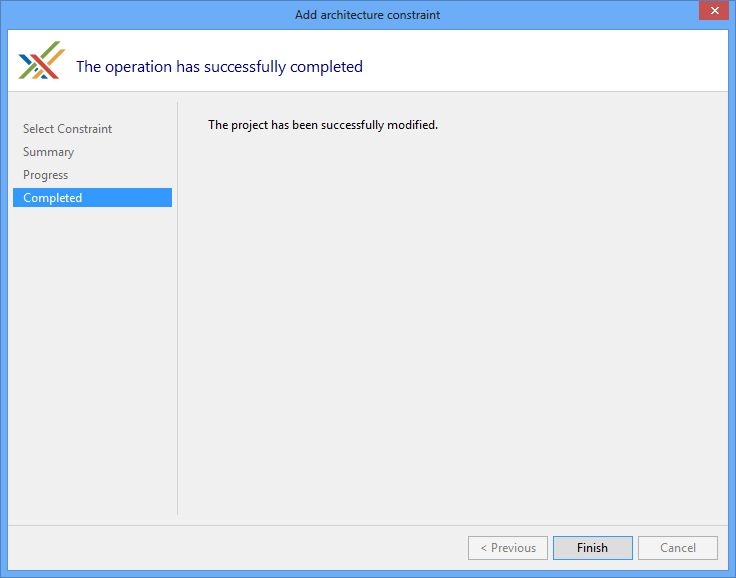 Add architecture constraint
The operation has successfully completed
Select Constraint
Summary
Progress
Completed
The project has been successfully modified.
< Previous
Finish
Cancel